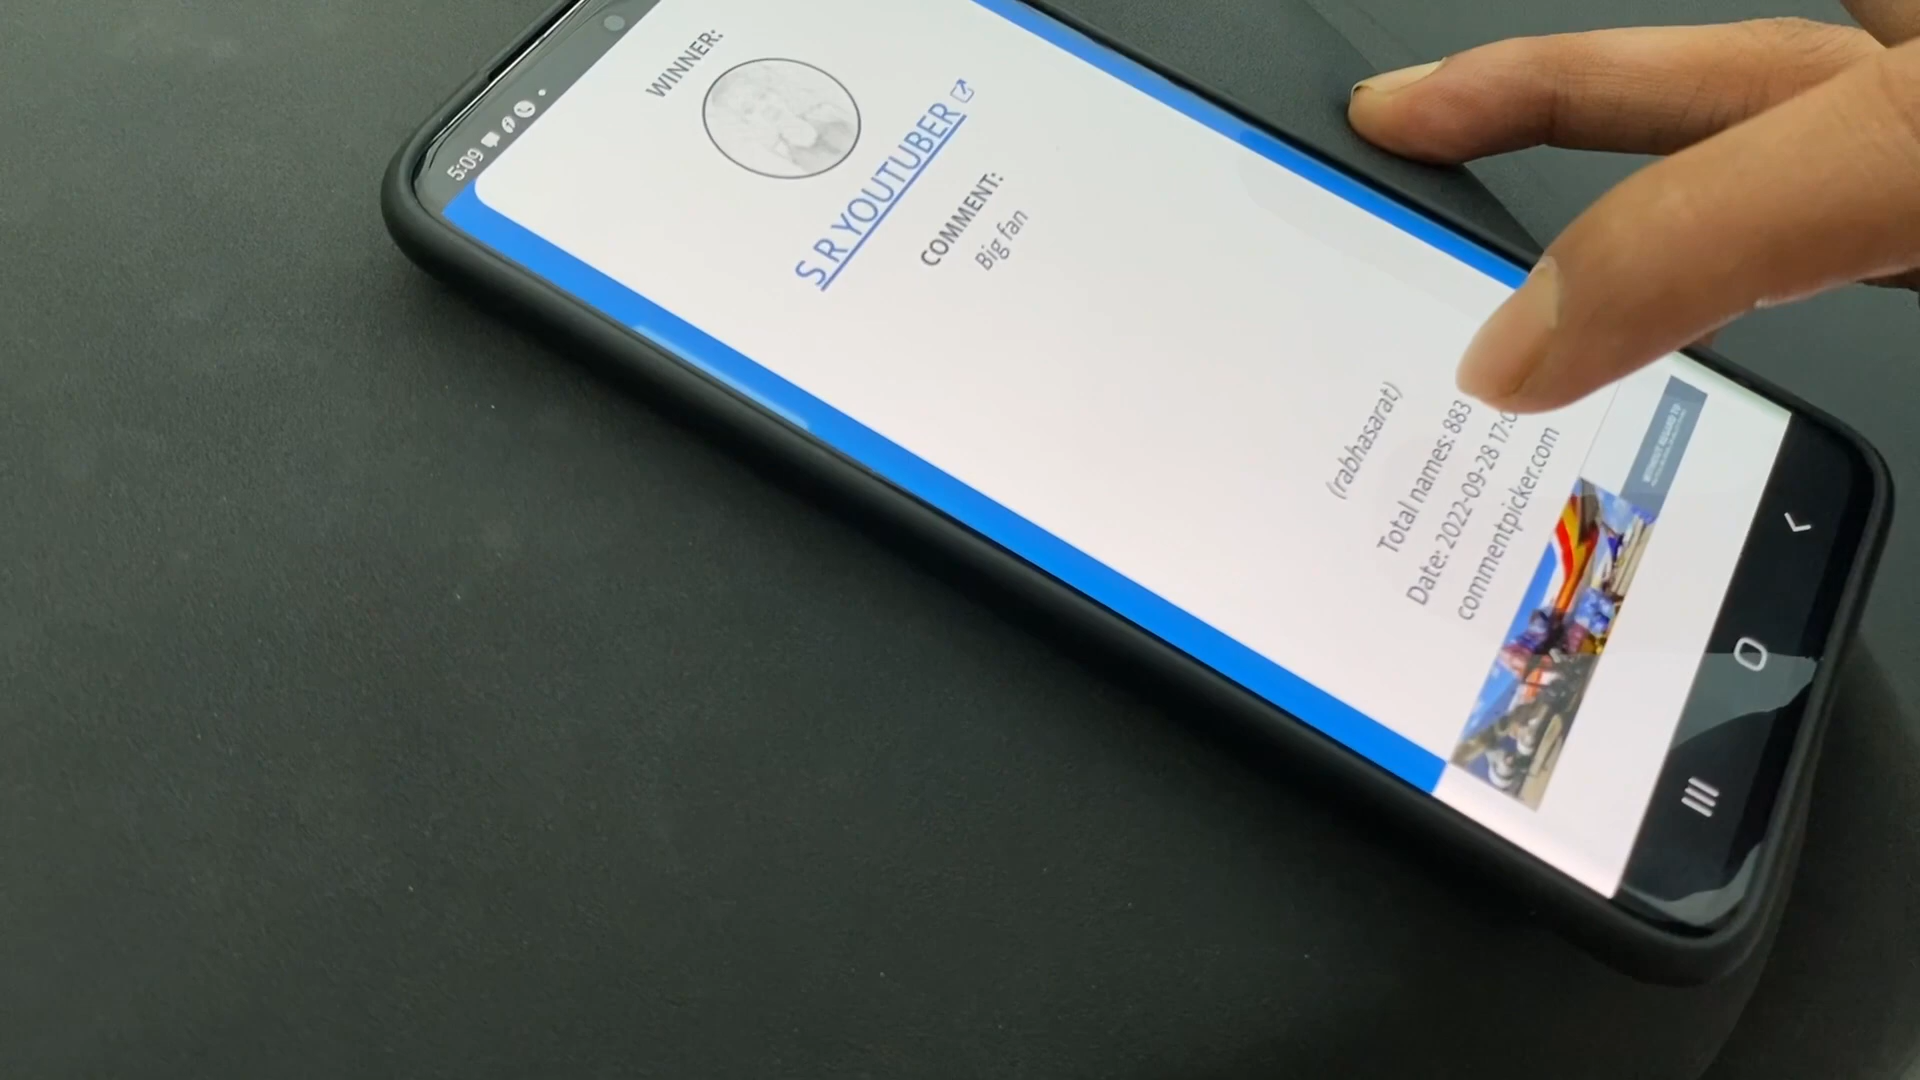 5:09
WINNER:
S R YOUTUBER
COMMENT:
Big fan
(rabhasarat)
Total names: 883
Date: 2022-09-28 17:0
commentpicker.com